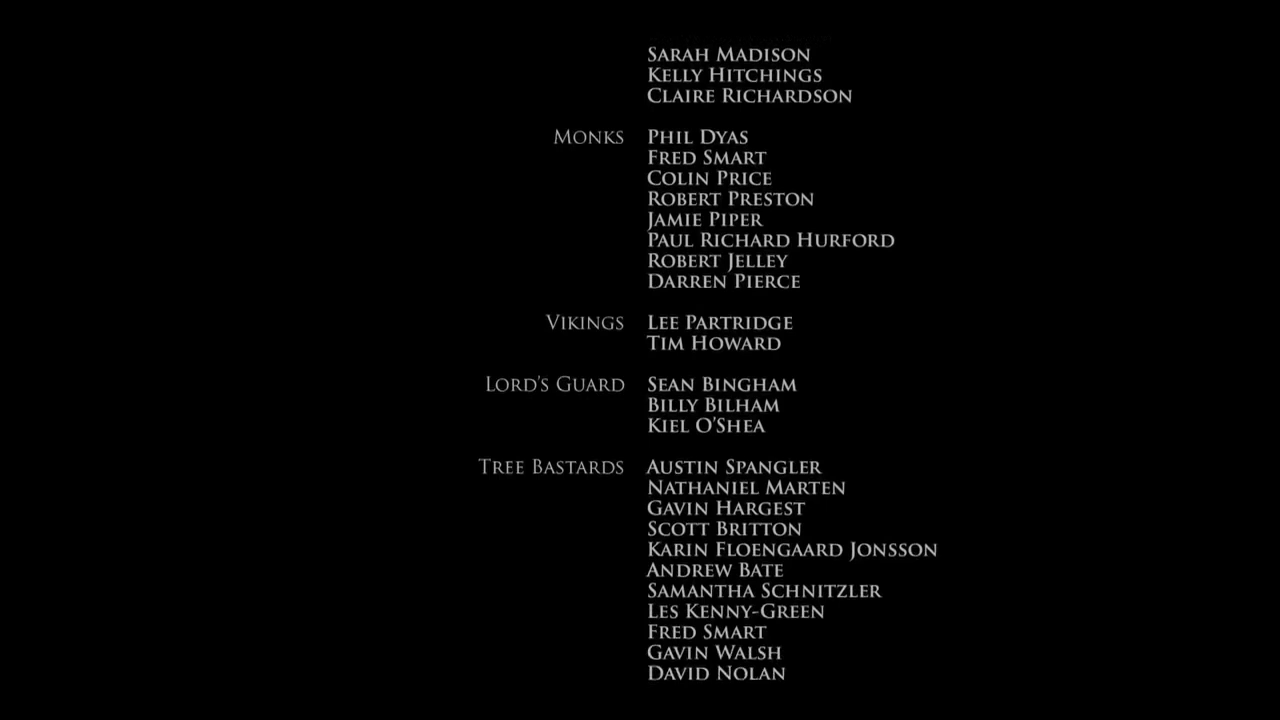 SARAH MADISON
KELLY HITCHINGS
CLAIRE RICHARDSON
MONKS PHIL DYAS
FRED SMART
COLIN PRICE
ROBERT PRESTON
JAMIE PIPER
PAUL RICHARD HURFORD
ROBERT JELLEY
DARREN PIERCE
VIKINGS LEE PARTRIDGE
TIM HOWARD
LORD'S GUARD SEAN BINGHAM
BILLY BILHAM
KIEL O'SHEA
TREE BASTARDS AUSTIN SPANGLER
NATHANIEL MARTEN
GAVIN HARGEST
SCOTT BRITTON
KARIN FLOENGAARD JONSSON
ANDREW BATE
SAMANTHA SCHNITZLER
LES KENNY-GREEN
FRED SMART
GAVIN WALSH
DAVID NOLAN